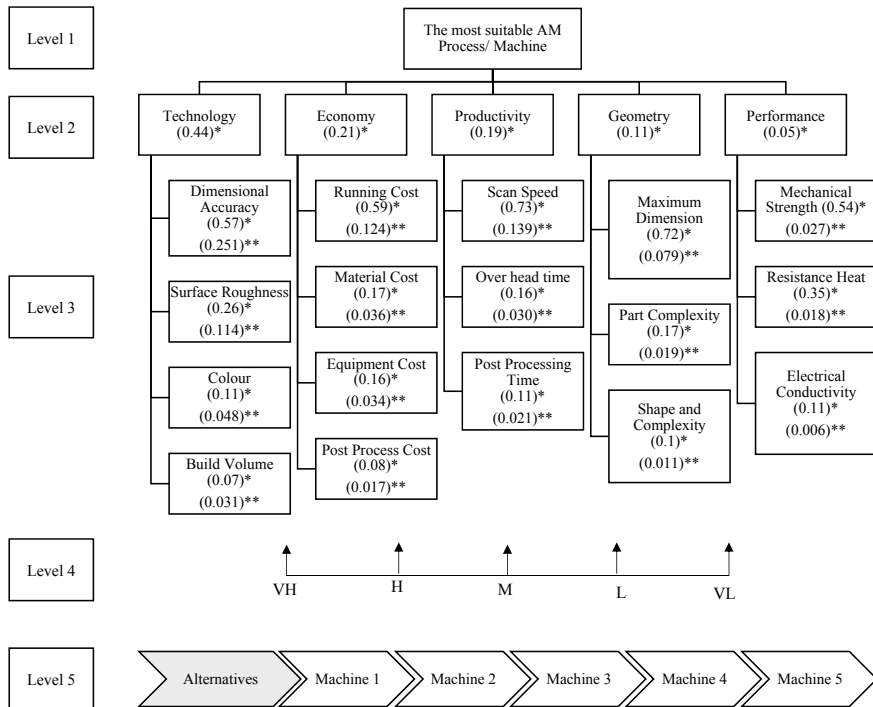 Level 1
The most suitable AM
Process/ Machine
Level 2
Technology
(0.44)*
Economy
(0.21)*
Productivity
(0.19)*
Geometry
(0.11)*
Performance
(0.05)*
Level 3
Dimensional
Accuracy
(0.57)*
(0.251)**
Surface Roughness
(0.26)*
(0.114)**
Colour
(0.11)*
(0.048)**
Build Volume
(0.07)*
(0.031)**
Running Cost
(0.59)*
(0.124)**
Material Cost
(0.17)*
(0.036)**
Equipment Cost
(0.16)*
(0.034)**
Post Process Cost
(0.08)*
(0.017)**
Scan Speed
(0.73)*
(0.139)**
Over head time
(0.16)*
(0.030)**
Post Processing
Time
(0.11)*
(0.021)**
Maximum
Dimension
(0.72)*
(0.079)**
Part Complexity
(0.17)*
(0.019)**
Shape and
Complexity
(0.1)*
(0.011)**
Mechanical
Strength (0.54)*
(0.027)**
Resistance Heat
(0.35)*
(0.018)**
Electrical
Conductivity
(0.11)*
(0.006)**
Level 4
VH
H
M
L
VL
Level 5
Alternatives
Machine 1
Machine 2
Machine 3
Machine 4
Machine 5